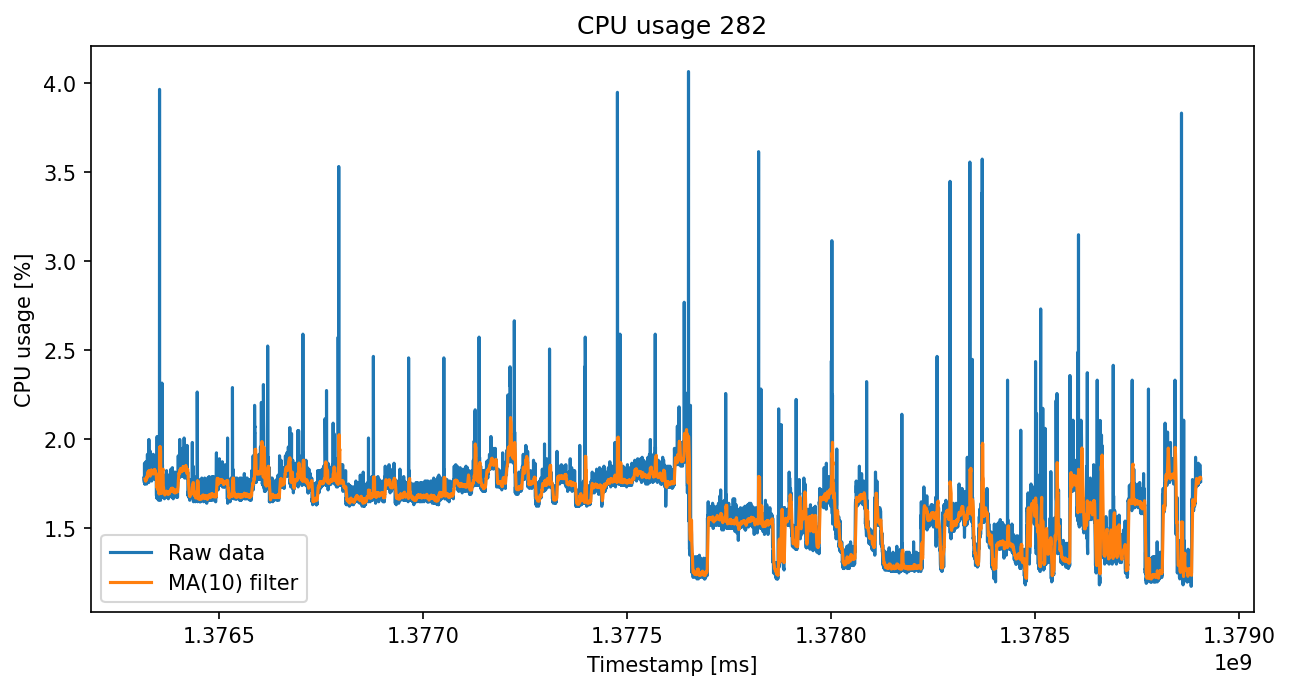 CPU usage 282
CPU usage [%]
4.0
3.5
3.0
2.5
2.0
1.5
Raw data
MA(10) filter
1.3765 1.3770 1.3775 1.3780 1.3785 1.3790
1e9
Timestamp [ms]